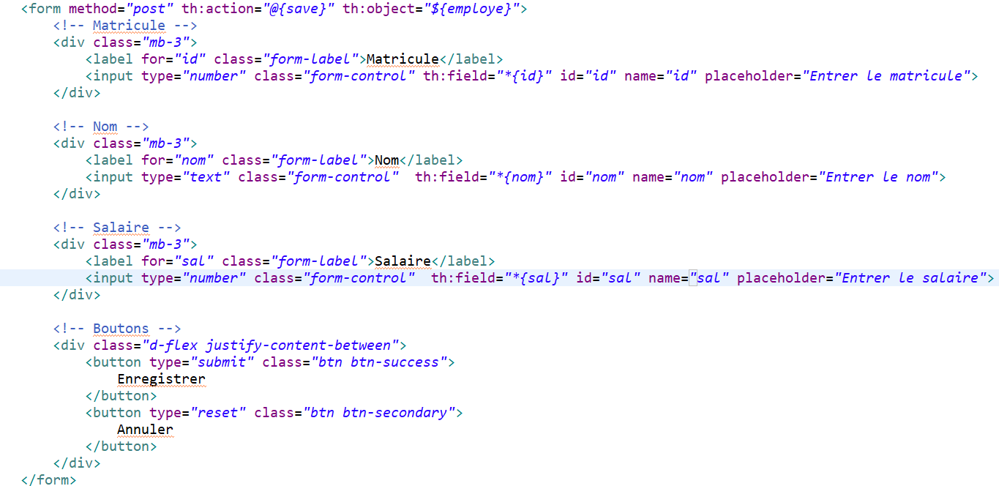 <form method="post" th:action="@{save}" th:object="${employe}">
    <!-- Matricule -->
    <div class="mb-3">
        <label for="id" class="form-label">Matricule</label>
        <input type="number" class="form-control" th:field="*{id}" id="id" name="id" placeholder="Entrer le matricule">
    </div>

    <!-- Nom -->
    <div class="mb-3">
        <label for="nom" class="form-label">Nom</label>
        <input type="text" class="form-control"  th:field="*{nom}" id="nom" name="nom" placeholder="Entrer le nom">
    </div>

    <!-- Salaire -->
    <div class="mb-3">
        <label for="sal" class="form-label">Salaire</label>
        <input type="number" class="form-control"  th:field="*{sal}" id="sal" name="sal" placeholder="Entrer le salaire">
    </div>

    <!-- Boutons -->
    <div class="d-flex justify-content-between">
        <button type="submit" class="btn btn-success">
            Enregistrer
        </button>
        <button type="reset" class="btn btn-secondary">
            Annuler
        </button>
    </div>
</form>